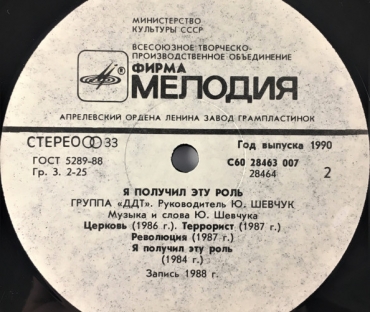 МИНИСТЕРСТВО
КУЛЬТУРЫ СССР
ВСЕСОЮЗНОЕ ТВОРЧЕСКО-
ПРОИЗВОДСТВЕННОЕ ОБЪЕДИНЕНИЕ
ФИРМА
МЕЛОДИЯ
АПРЕЛЕВСКИЙ ОРДЕНА ЛЕНИНА ЗАВОД ГРАМПЛАСТИНОК
СТЕРЕО 33
Год выпуска 1990
ГОСТ 5289-88
С60 28463 007
Гр. 3. 2-25
28464
2
Я ПОЛУЧИЛ ЭТУ РОЛЬ
ГРУППА «ДДТ». Руководитель Ю. ШЕВЧУК
Музыка и слова Ю. Шевчука
Церковь (1986 г.). Террорист (1987 г.)
Революция (1987 г.)
Я получил эту роль
(1984 г.)
Запись 1988 г.